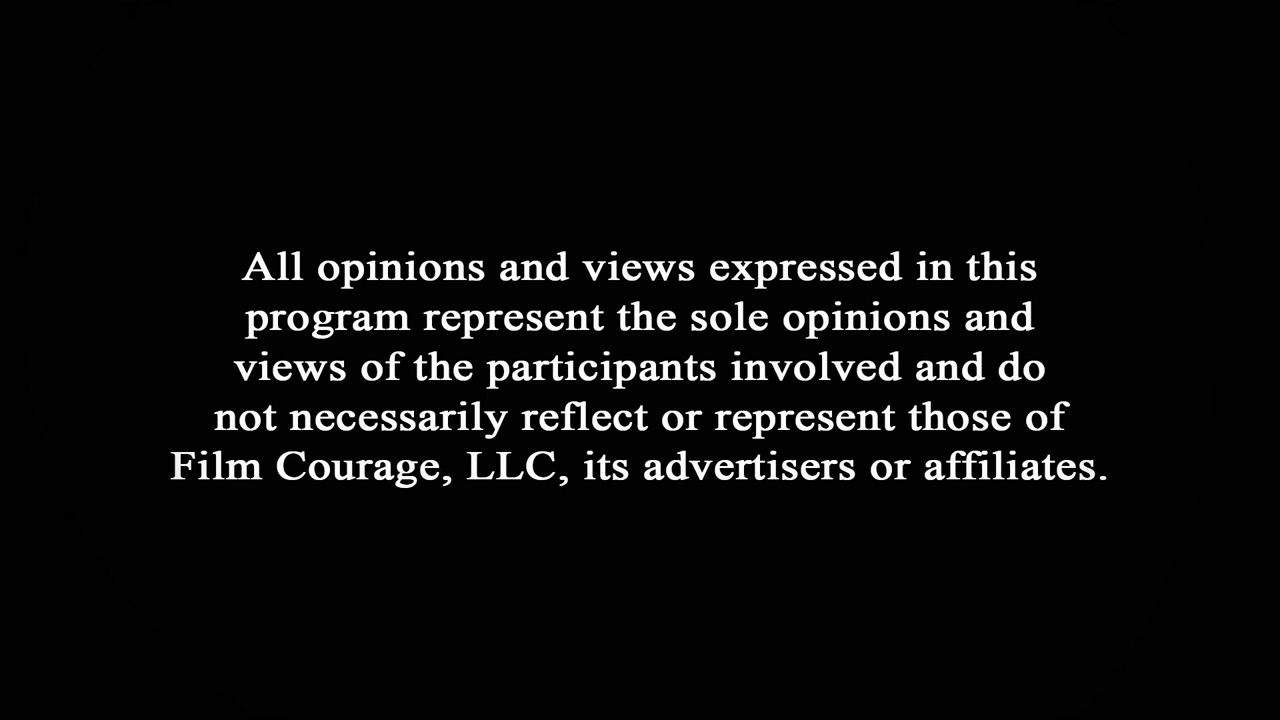 All opinions and views expressed in this
program represent the sole opinions and
views of the participants involved and do
not necessarily reflect or represent those of
Film Courage, LLC, its advertisers or affiliates.